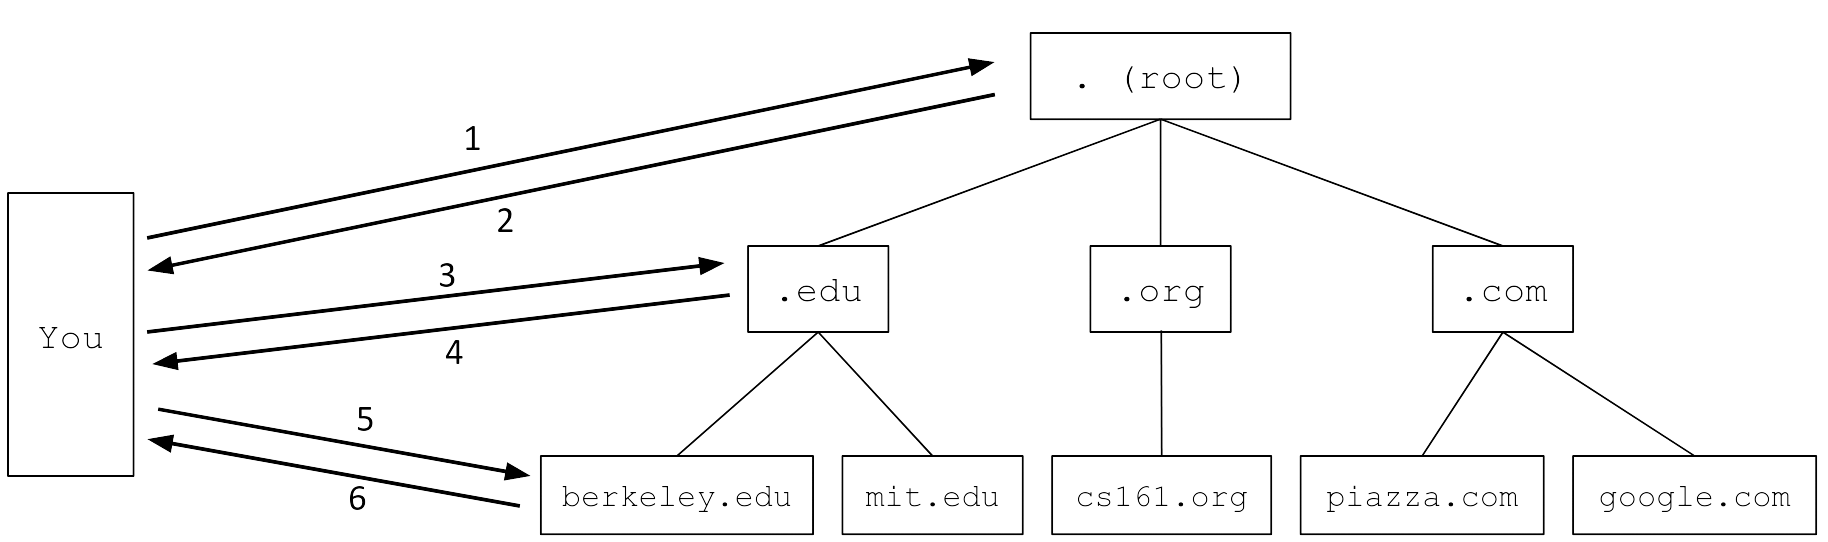 . (root)
1
2
3
.edu
.org
.com
You
4
5
berkeley.edu
mit.edu
cs161.org
piazza.com
google.com
6